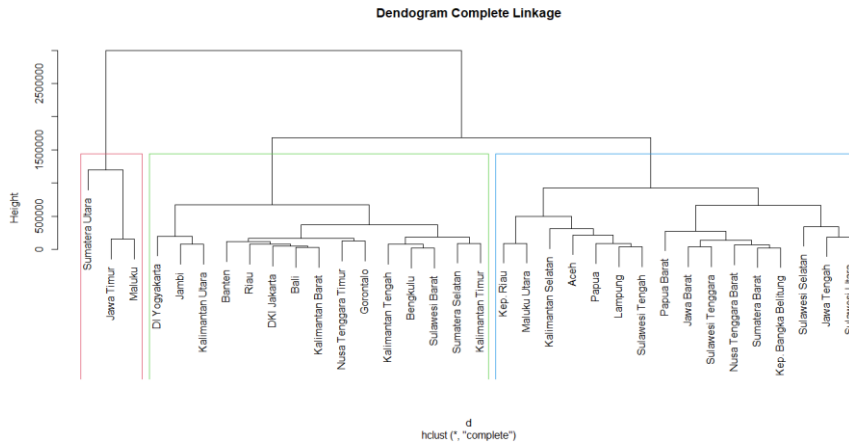 Dendogram Complete Linkage
Height
2500000
1500000
500000
0
Sumatera Utara
Jawa Timur
Maluku
DI Yogyakarta
Jambi
Kalimantan Utara
Banten
Riau
DKI Jakarta
Bali
Kalimantan Barat
Nusa Tenggara Timur
Gorontalo
Kalimantan Tengah
Bengkulu
Sulawesi Barat
Sumatera Selatan
Kalimantan Timur
Kep. Riau
Maluku Utara
Kalimantan Selatan
Aceh
Papua
Lampung
Sulawesi Tengah
Papua Barat
Jawa Barat
Sulawesi Tenggara
Nusa Tenggara Barat
Sumatera Barat
Kep. Bangka Belitung
Sulawesi Selatan
Jawa Tengah
Sulawesi Utara
d
hclust (*, "complete")